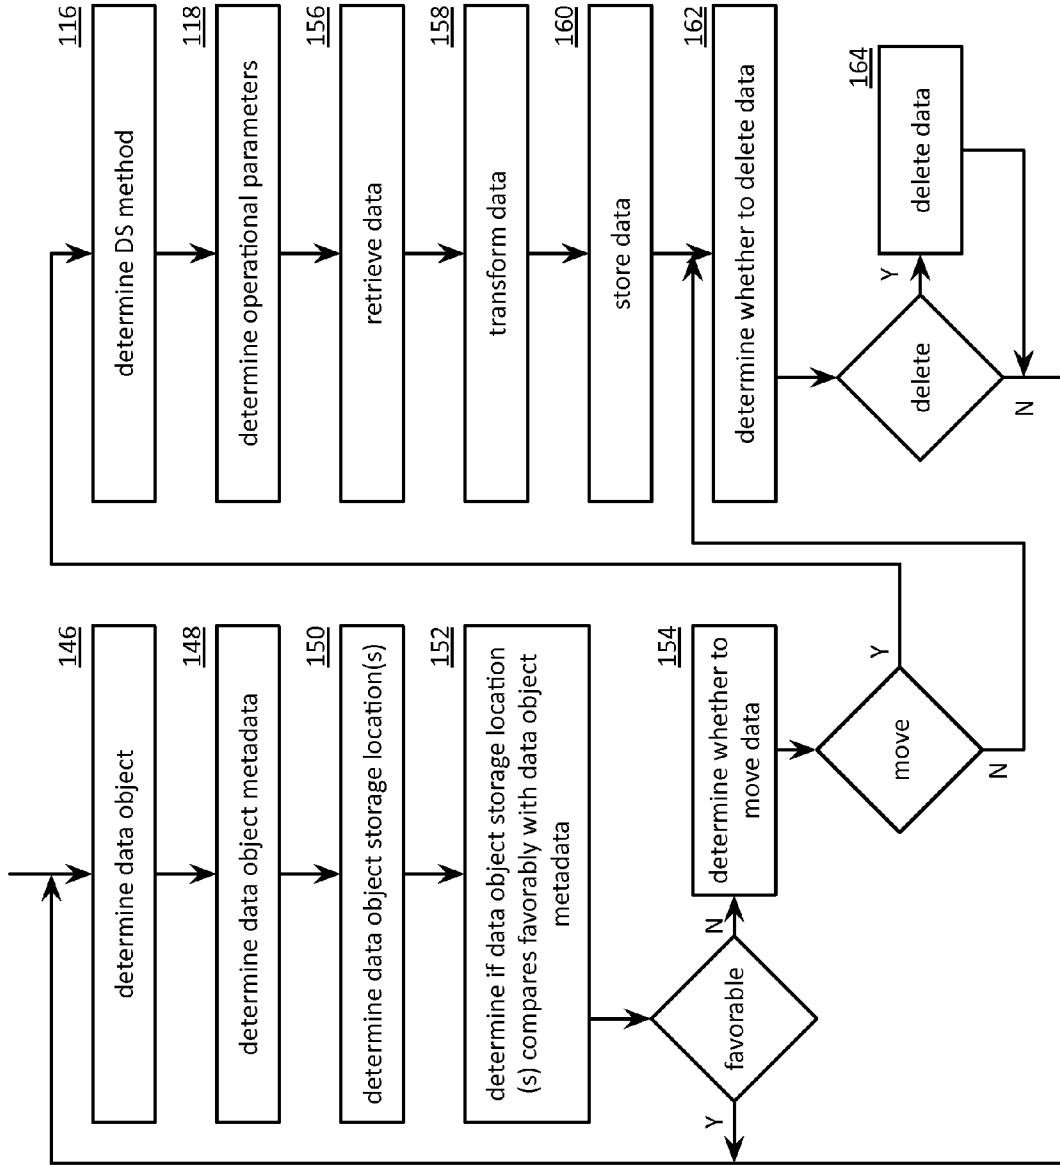 146
determine data object
148
determine data object metadata
150
determine data object storage location(s)
152
determine if data object storage location
(s) compares favorably with data object
metadata
favorable
Y
N
154
determine whether to
move data
move
Y
N
116
determine DS method
118
determine operational parameters
156
retrieve data
158
transform data
160
store data
162
determine whether to delete data
delete
Y
N
164
delete data